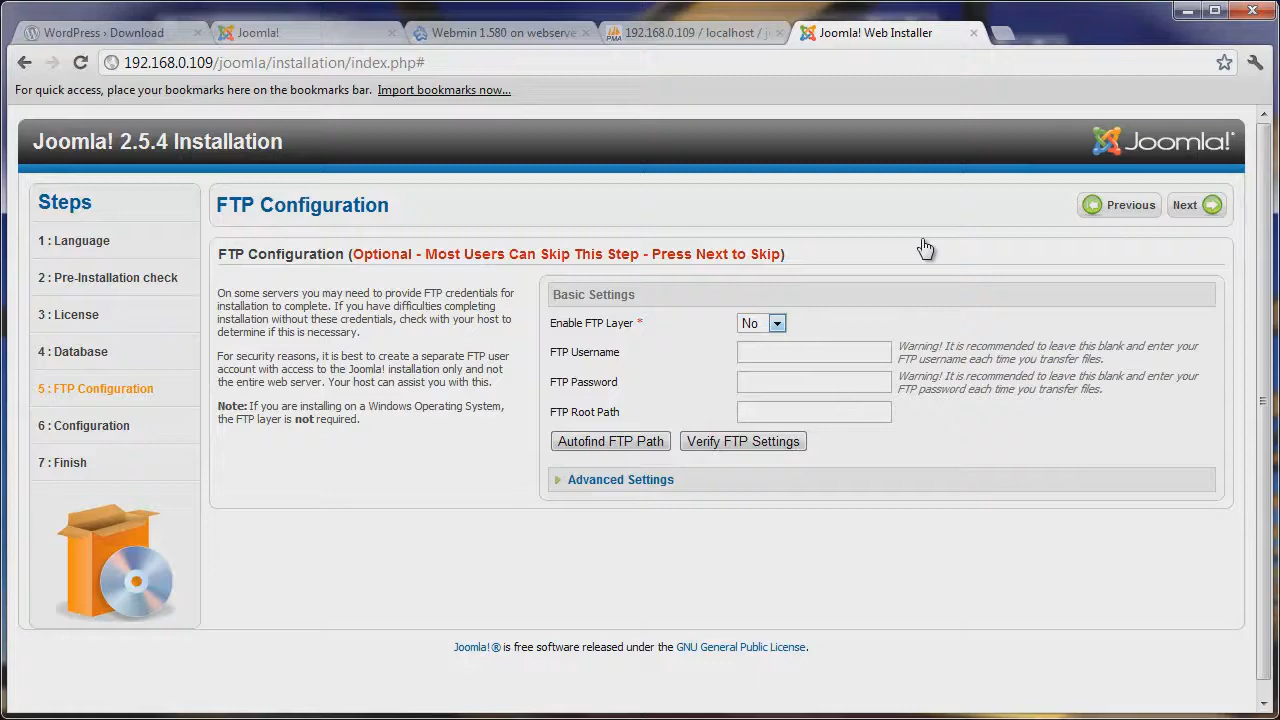 WordPress › Download
Joomla!
Webmin 1.580 on webserve
192.168.0.109 / localhost / j
Joomla! Web Installer
192.168.0.109/joomla/installation/index.php#
For quick access, place your bookmarks here on the bookmarks bar. Import bookmarks now...
Joomla! 2.5.4 Installation
Joomla!
Steps
1 : Language
2 : Pre-Installation check
3 : License
4 : Database
5 : FTP Configuration
6 : Configuration
7 : Finish
FTP Configuration
Previous
Next
FTP Configuration (Optional - Most Users Can Skip This Step - Press Next to Skip)
On some servers you may need to provide FTP credentials for
installation to complete. If you have difficulties completing
installation without these credentials, check with your host to
determine if this is necessary.
For security reasons, it is best to create a separate FTP user
account with access to the Joomla! installation only and not
the entire web server. Your host can assist you with this.
Note: If you are installing on a Windows Operating System,
the FTP layer is not required.
Basic Settings
Enable FTP Layer *
No
FTP Username
Warning! It is recommended to leave this blank and enter your
FTP username each time you transfer files.
FTP Password
Warning! It is recommended to leave this blank and enter your
FTP password each time you transfer files.
FTP Root Path
Autofind FTP Path
Verify FTP Settings
Advanced Settings
Joomla!® is free software released under the GNU General Public License.